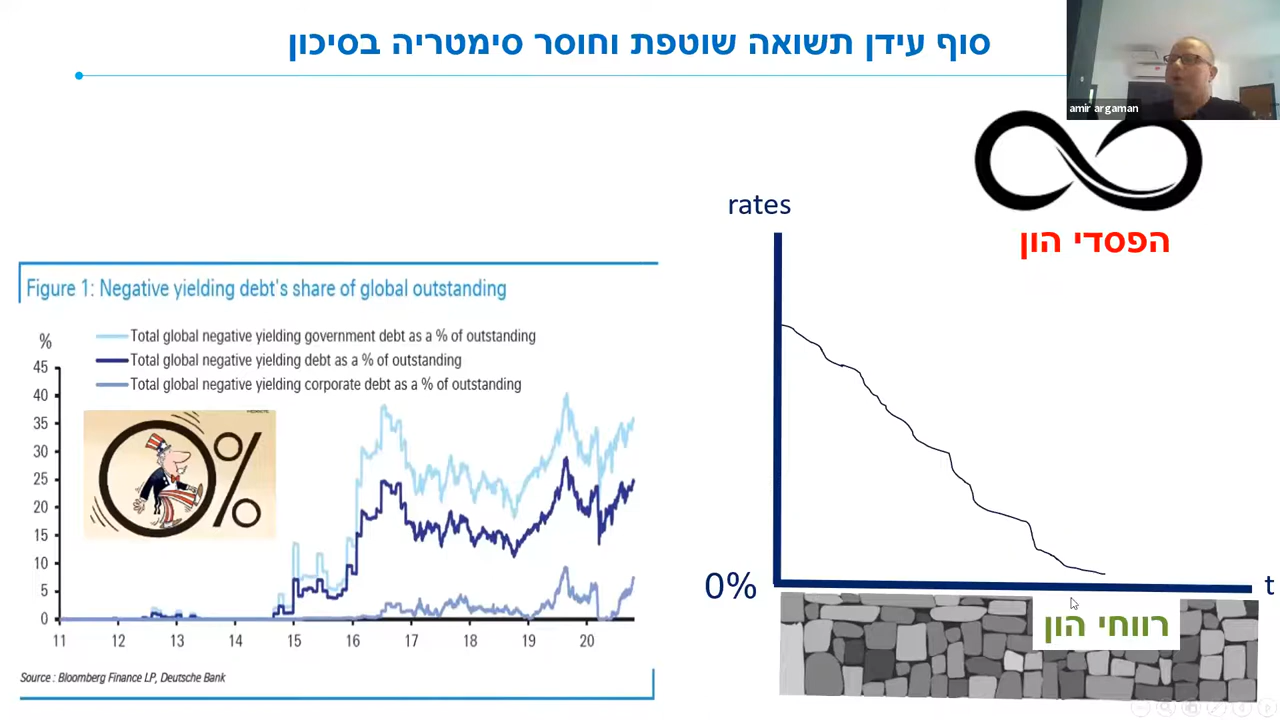 סוף עידן תשואה שוטפת וחוסר סימטריה בסיכון
amir argaman
הפסדי הון
rates
0%
t
רווחי הון
Figure 1: Negative yielding debt's share of global outstanding
%
Total global negative yielding government debt as a % of outstanding
Total global negative yielding debt as a % of outstanding
Total global negative yielding corporate debt as a % of outstanding
45
40
35
30
25
20
15
10
5
0
11 12 13 14 15 16 17 18 19 20
%
Source : Bloomberg Finance LP, Deutsche Bank